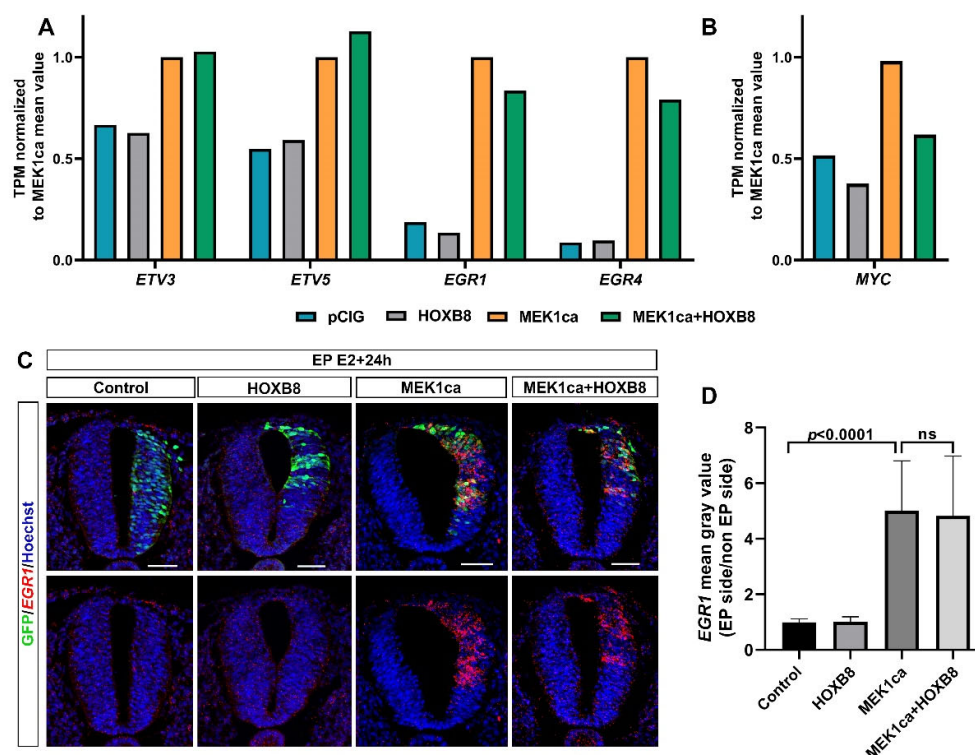 A
TPM normalized
to MEK1ca mean value
1.0
0.5
0.0
ETV3 ETV5 EGR1 EGR4
B
TPM normalized
to MEK1ca mean value
1.0
0.5
0.0
MYC
pCIG HOXB8 MEK1ca MEK1ca+HOXB8
C
EP E2+24h
Control HOXB8 MEK1ca MEK1ca+HOXB8
GFP/EGR1/Hoechst
D
EGR1 mean gray value
(EP side/non EP side)
8
6
4
2
0
p<0.0001
ns
Control
HOXB8
MEK1ca
MEK1ca+HOXB8